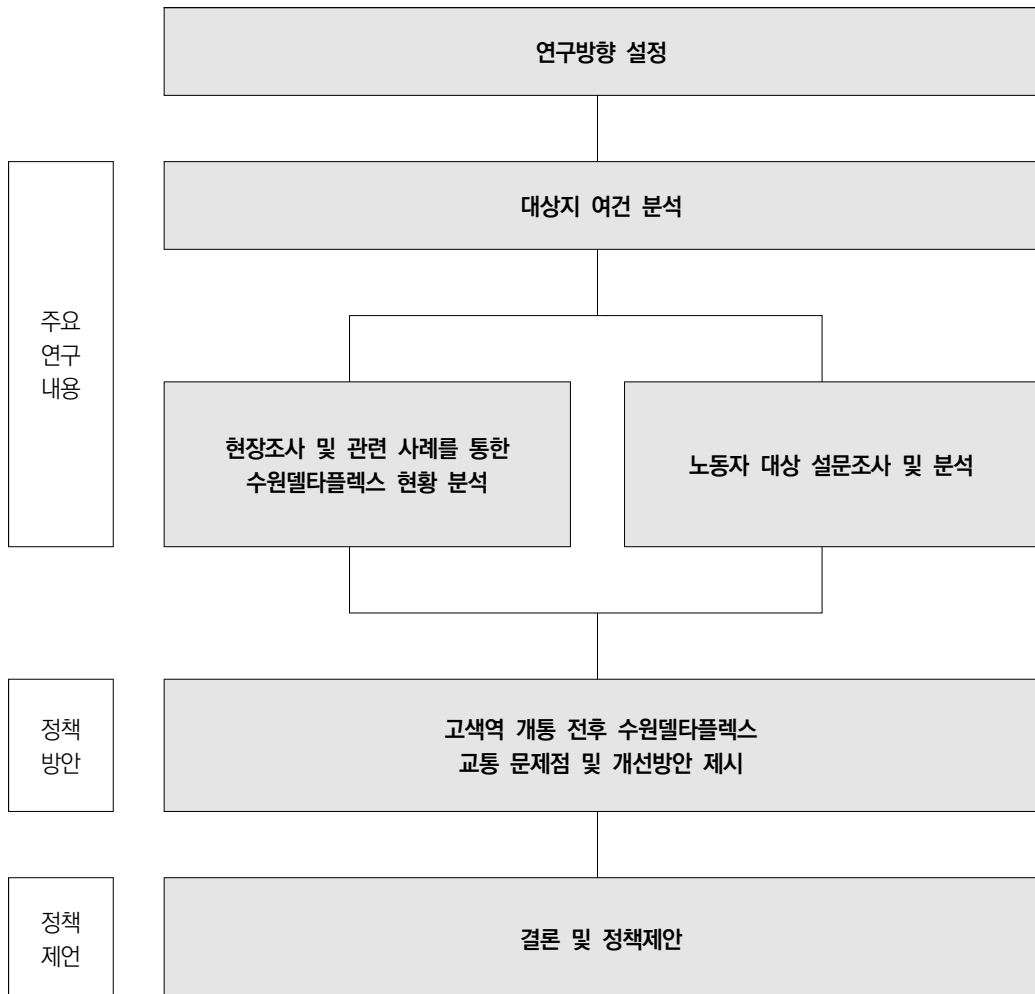 연구방향 설정
대상지 여건 분석
주요
연구
내용
현장조사 및 관련 사례를 통한
수원델타플렉스 현황 분석
노동자 대상 설문조사 및 분석
정책
방안
고색역 개통 전후 수원델타플렉스
교통 문제점 및 개선방안 제시
정책
제언
결론 및 정책제안